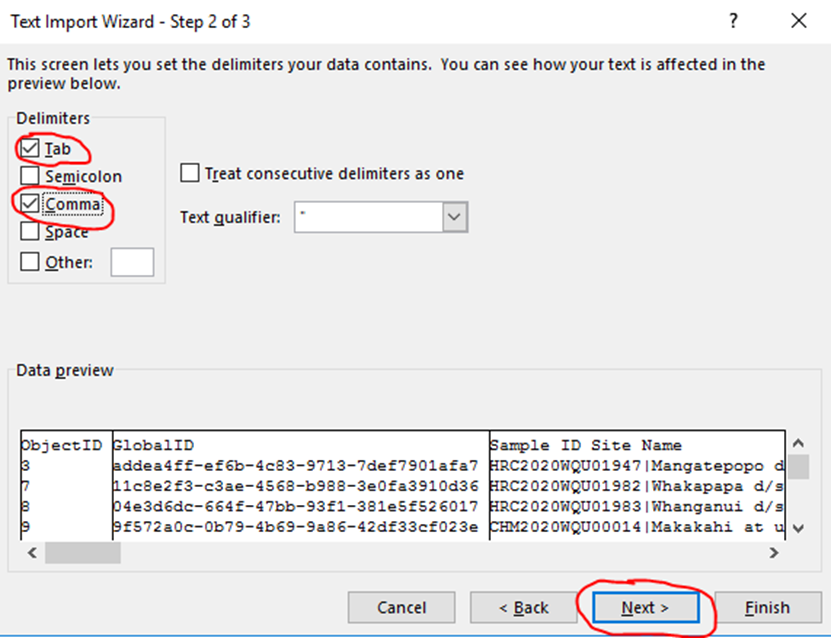 Text Import Wizard - Step 2 of 3
? ×
This screen lets you set the delimiters your data contains. You can see how your text is affected in the
preview below.
Delimiters
Tab
Semicolon
Comma
Space
Other:
Treat consecutive delimiters as one
Text qualifier: "
Data preview
ObjectID GlobalID Sample ID Site Name
3 addea4ff-ef6b-4c83-9713-7def7901afa7 HRC2020WQU01947|Mangatepopo d
7 11c8e2f3-c3ae-4568-b988-3e0fa3910d36 HRC2020WQU01982|Whakapapa d/s
8 04e3d6dc-664f-47bb-93f1-381e5f526017 HRC2020WQU01983|Whanganui d/s
9 9f572a0c-0b79-4b69-9a86-42df33cf023e CHM2020WQU00014|Makakahi at u
Cancel < Back Next > Finish